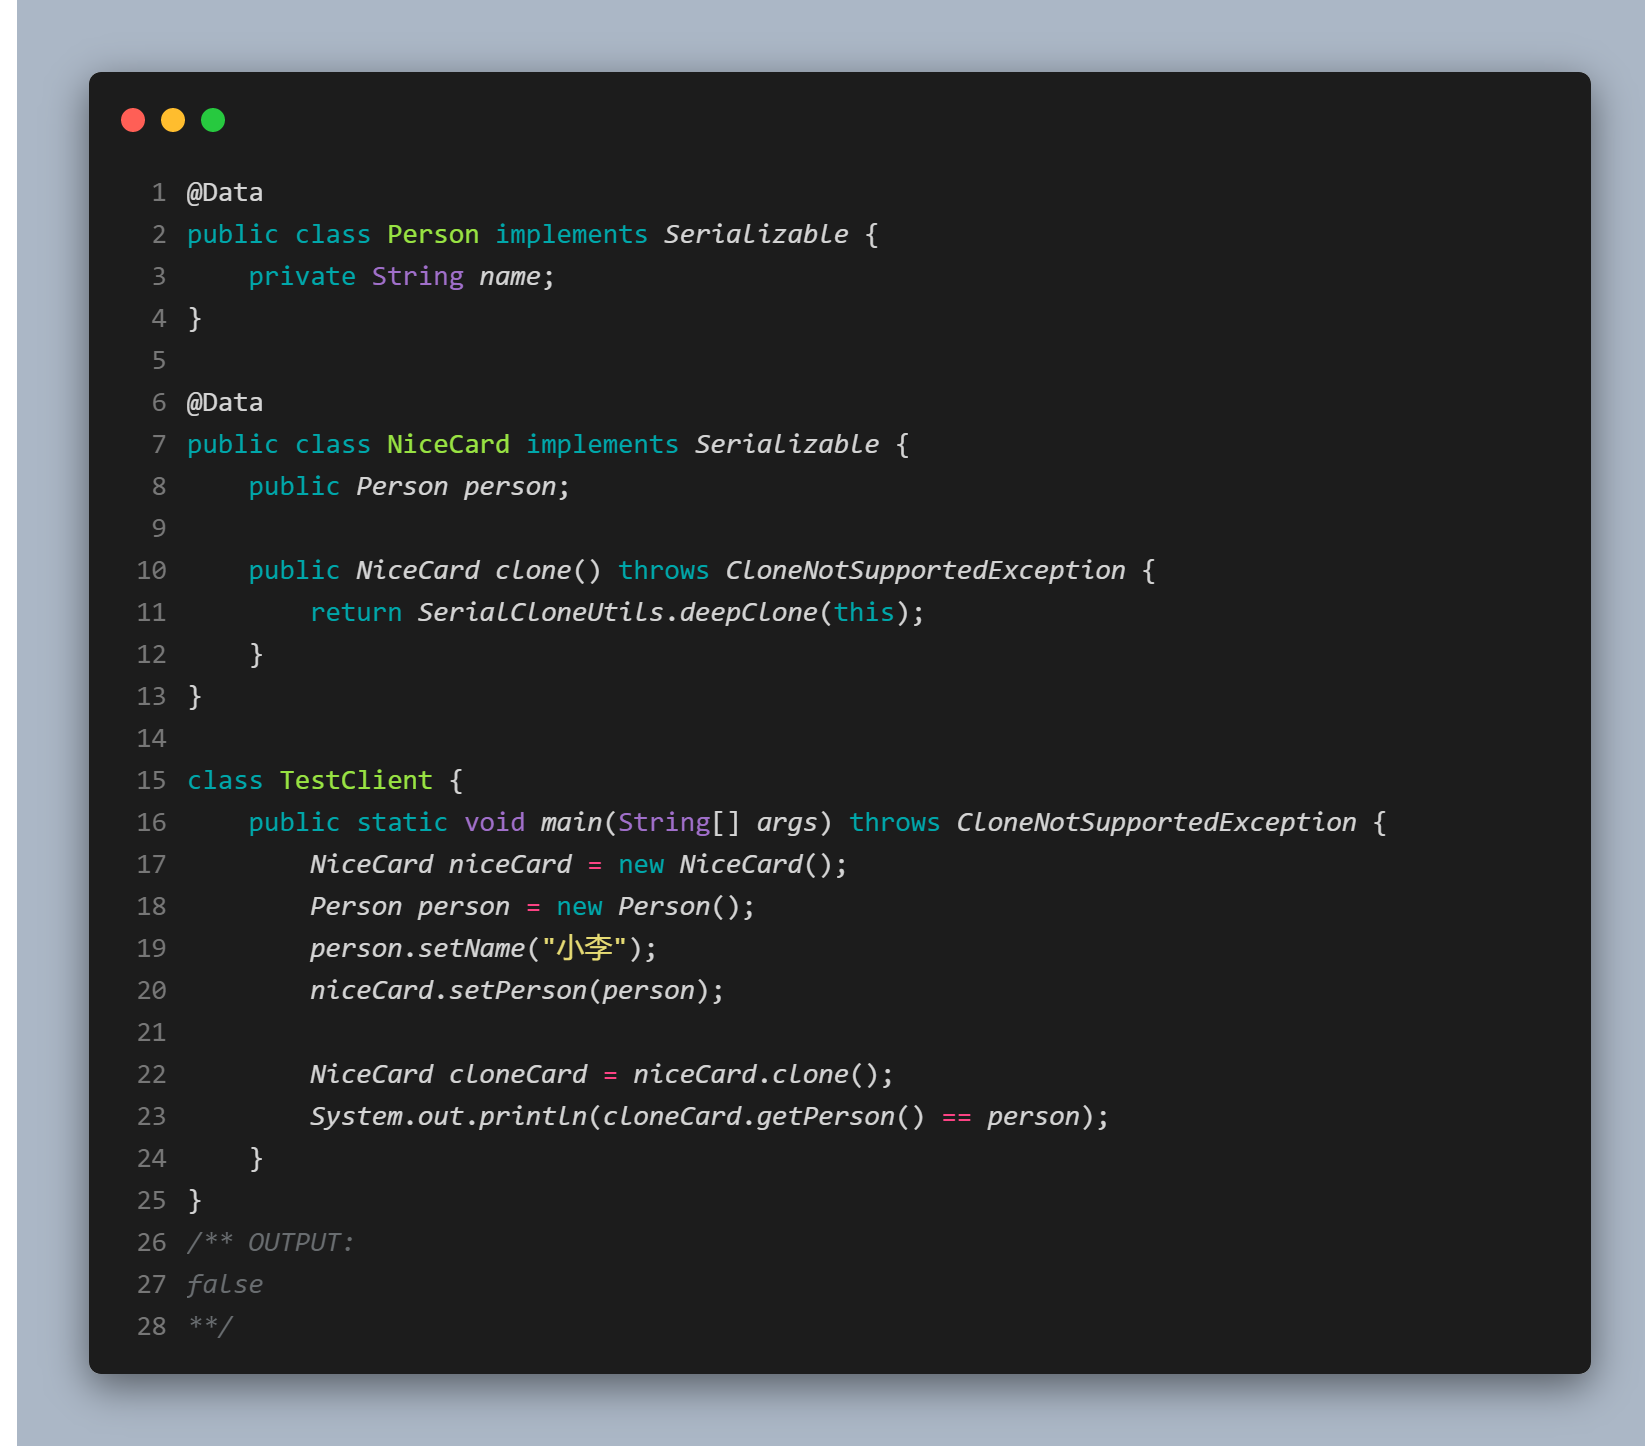 1 @Data
2 public class Person implements Serializable {
3     private String name;
4 }
5
6 @Data
7 public class NiceCard implements Serializable {
8     public Person person;
9
10     public NiceCard clone() throws CloneNotSupportedException {
11         return SerialCloneUtils.deepClone(this);
12     }
13 }
14
15 class TestClient {
16     public static void main(String[] args) throws CloneNotSupportedException {
17         NiceCard niceCard = new NiceCard();
18         Person person = new Person();
19         person.setName("小李");
20         niceCard.setPerson(person);
21
22         NiceCard cloneCard = niceCard.clone();
23         System.out.println(cloneCard.getPerson() == person);
24     }
25 }
26 /** OUTPUT:
27 false
28 **/